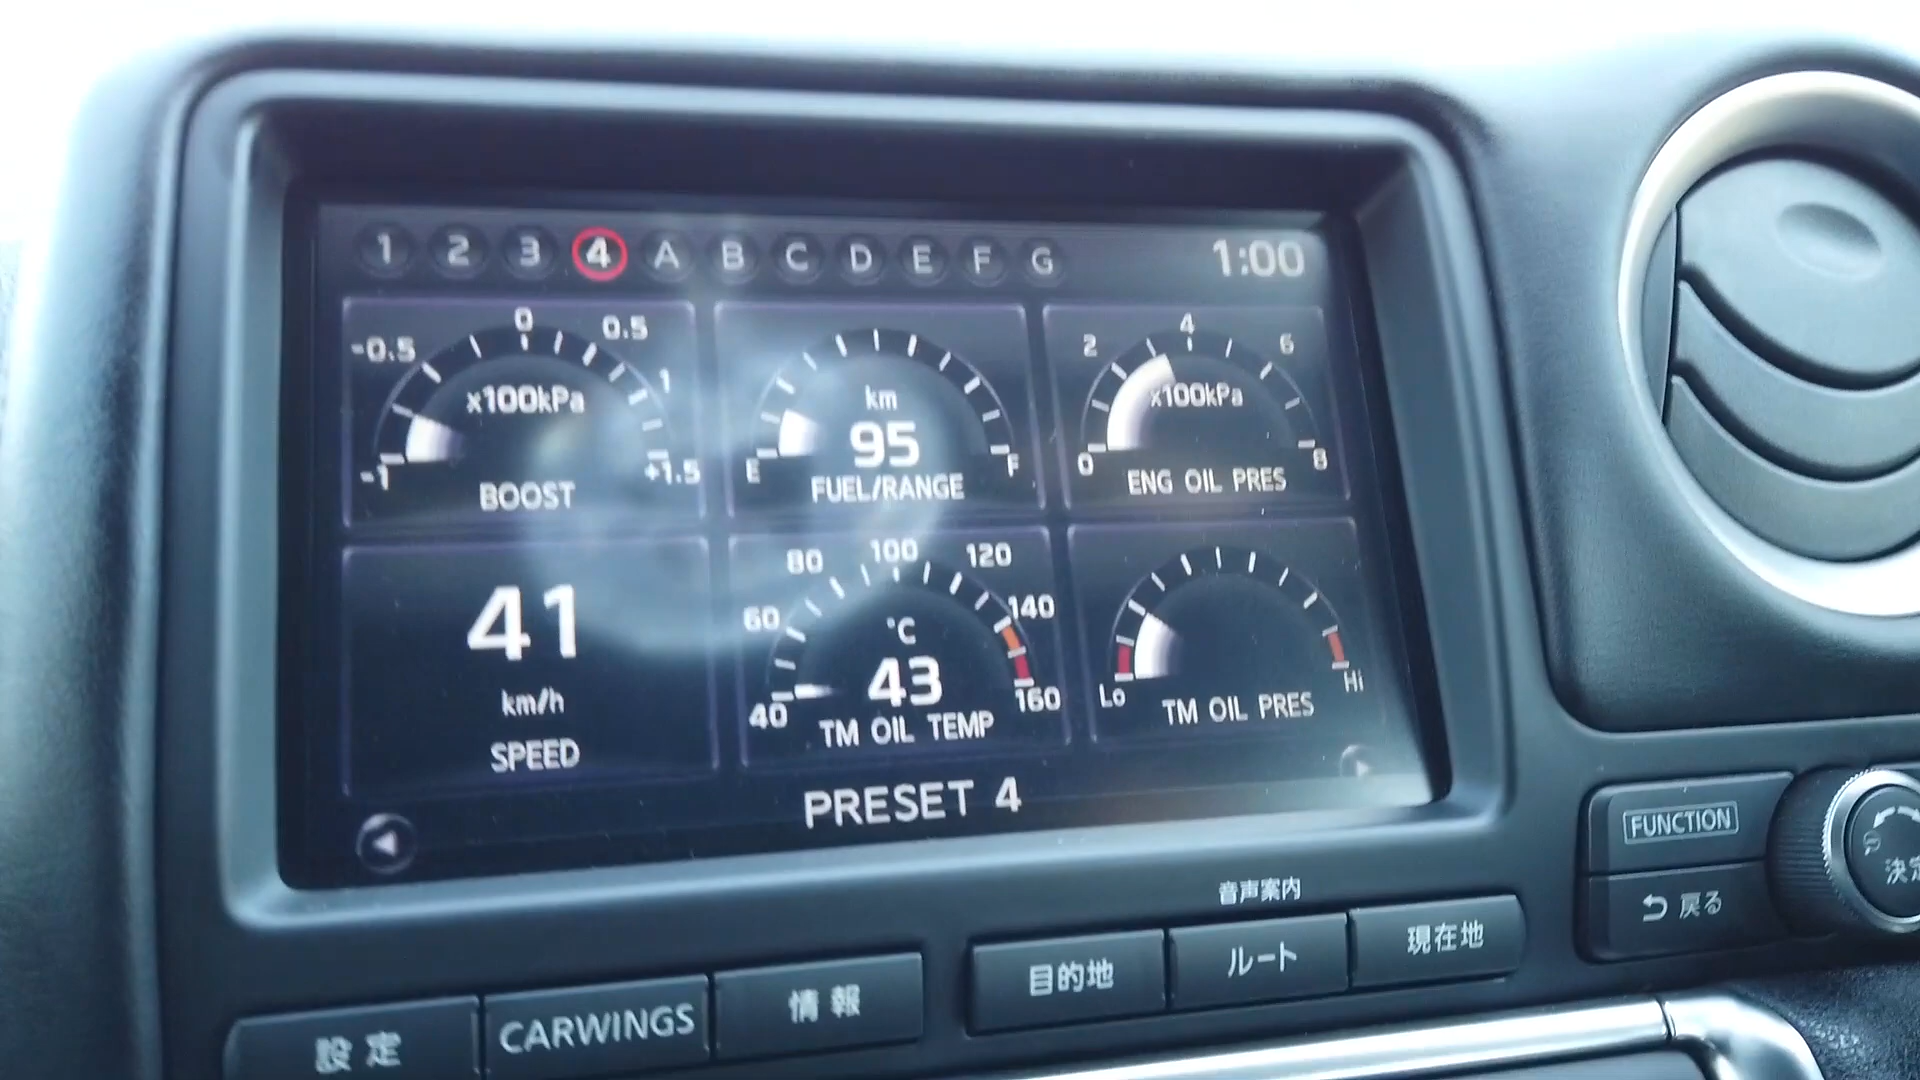 1 2 3 4 A B C D E F G 1:00
-1 -0.5 0 0.5 1 +1.5
x100kPa
BOOST
E F
km
95
FUEL/RANGE
0 2 4 6 8
x100kPa
ENG OIL PRES
41
km/h
SPEED
40 60 80 100 120 140 160
°C
43
TM OIL TEMP
Lo Hi
TM OIL PRES
PRESET 4
FUNCTION
戻る
音声案内
設定 CARWINGS 情報 目的地 ルート 現在地